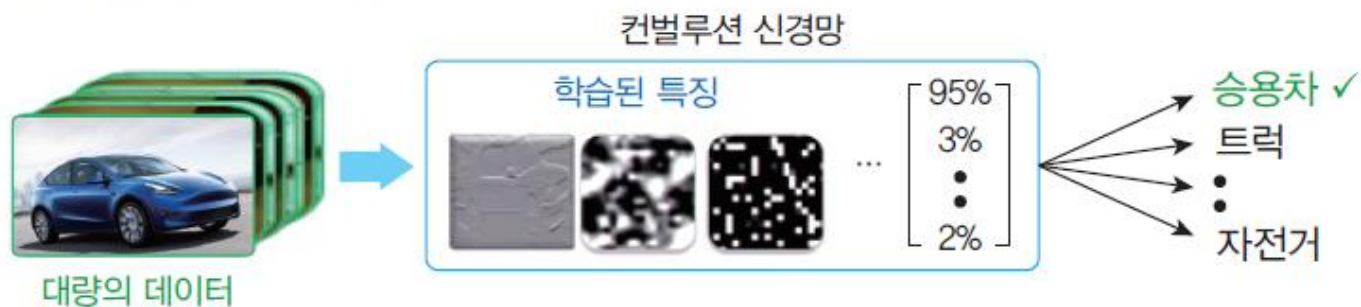 컨벌루션 신경망
학습된 특징
95%
3%
2%
...
승용차 ✓
트럭
자전거
대량의 데이터